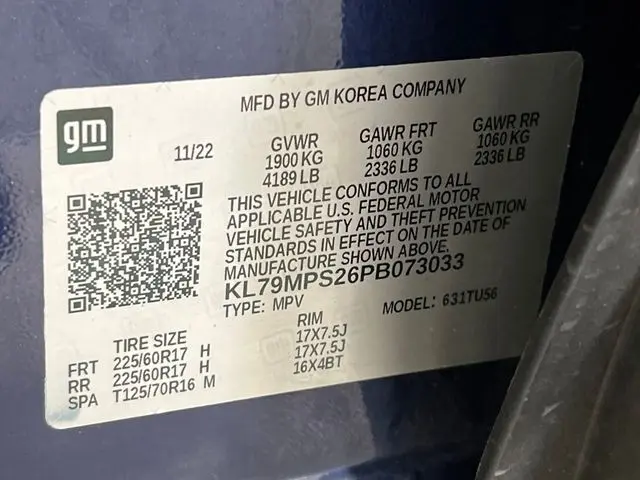 MFD BY GM KOREA COMPANY
gm
11/22
GVWR
1900 KG
4189 LB
GAWR FRT
1060 KG
2336 LB
GAWR RR
1060 KG
2336 LB
THIS VEHICLE CONFORMS TO ALL
APPLICABLE U.S. FEDERAL MOTOR
VEHICLE SAFETY AND THEFT PREVENTION
STANDARDS IN EFFECT ON THE DATE OF
MANUFACTURE SHOWN ABOVE.
KL79MPS26PB073033
TYPE: MPV
MODEL: 631TU56
TIRE SIZE RIM
FRT 225/60R17 H 17X7.5J
RR 225/60R17 H 17X7.5J
SPA T125/70R16 M 16X4BT